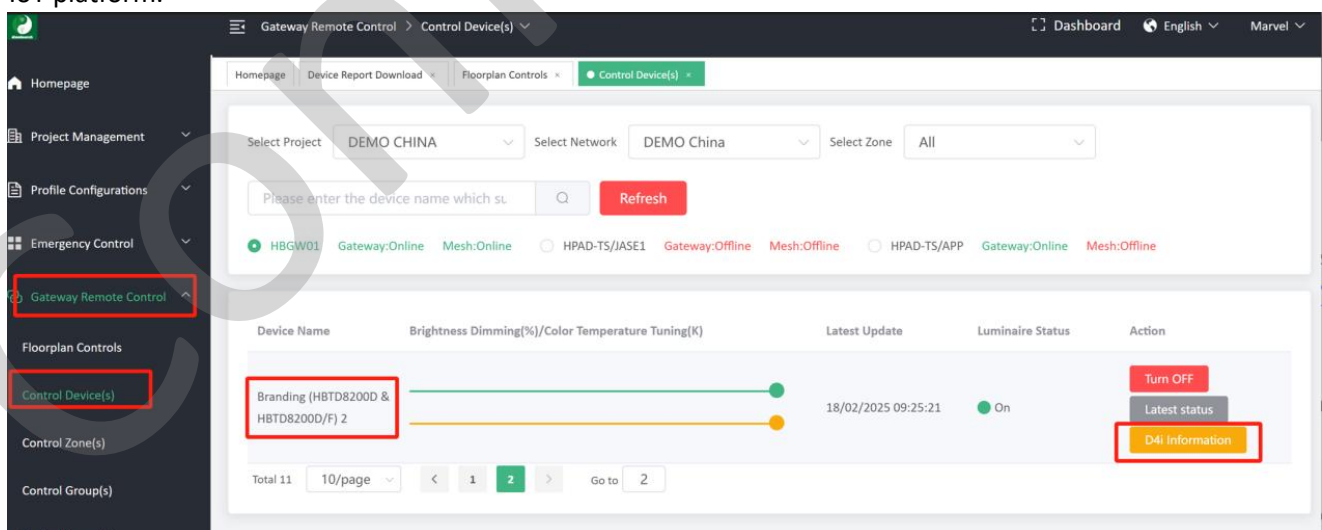 IoT platform.
Gateway Remote Control > Control Device(s)
Dashboard English Marvel
Homepage
Project Management
Profile Configurations
Emergency Control
Gateway Remote Control
Floorplan Controls
Control Device(s)
Control Zone(s)
Control Group(s)
Homepage Device Report Download × Floorplan Controls × Control Device(s) ×
Select Project DEMO CHINA Select Network DEMO China Select Zone All
Please enter the device name which su Refresh
HBGW01 Gateway:Online Mesh:Online HPAD-TS/JASE1 Gateway:Offline Mesh:Offline HPAD-TS/APP Gateway:Online Mesh:Offline
Device Name Brightness Dimming(%)/Color Temperature Tuning(K) Latest Update Luminaire Status Action
Branding (HBTD8200D &
HBTD8200D/F) 2
18/02/2025 09:25:21 On
Turn OFF
Latest status
D4i Information
Total 11 10/page < 1 2 > Go to 2